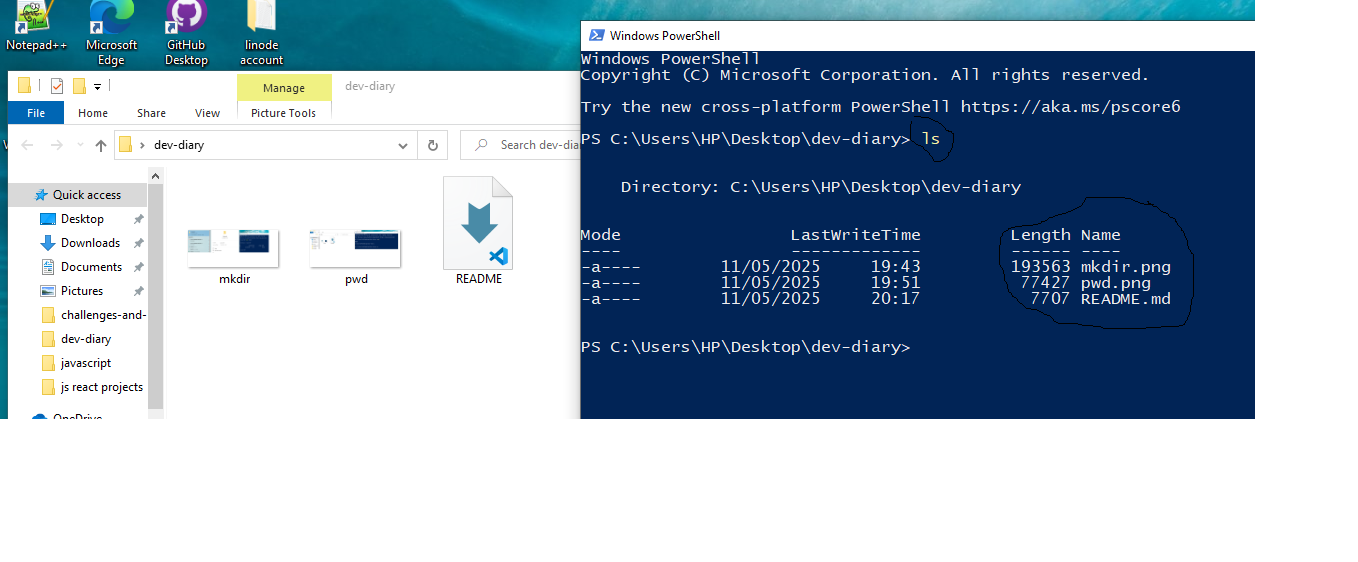 Notepad++
Microsoft
Edge
GitHub
Desktop
linode
account
Manage
dev-diary
File
Home
Share
View
Picture Tools
dev-diary
Search dev-dia
Quick access
Desktop
Downloads
Documents
Pictures
challenges-and-
dev-diary
javascript
js react projects
OneDrive
mkdir
pwd
README
Windows PowerShell
Windows PowerShell
Copyright (C) Microsoft Corporation. All rights reserved.
Try the new cross-platform PowerShell https://aka.ms/pscore6
PS C:\Users\HP\Desktop\dev-diary> ls
Directory: C:\Users\HP\Desktop\dev-diary
Mode LastWriteTime Length Name
---- ------------- ------ ----
-a---- 11/05/2025 19:43 193563 mkdir.png
-a---- 11/05/2025 19:51 77427 pwd.png
-a---- 11/05/2025 20:17 7707 README.md
PS C:\Users\HP\Desktop\dev-diary>